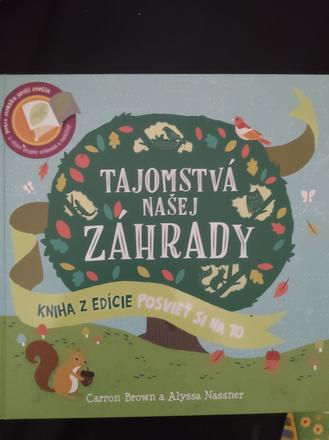 TAJOMSTVÁ
NAŠEJ
ZÁHRADY
KNIHA Z EDÍCIE POSVIEŤ SI NA TO
Carron Brown a Alyssa Nassner